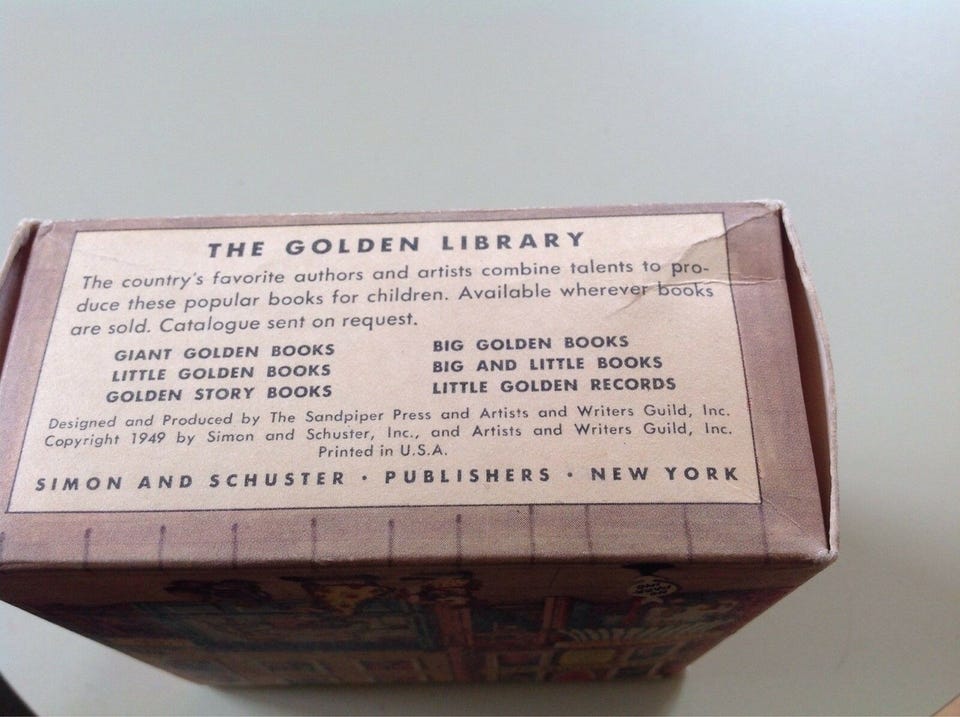 THE GOLDEN LIBRARY
The country's favorite authors and artists combine talents to pro-
duce these popular books for children. Available wherever books
are sold. Catalogue sent on request.
GIANT GOLDEN BOOKS
LITTLE GOLDEN BOOKS
GOLDEN STORY BOOKS
BIG GOLDEN BOOKS
BIG AND LITTLE BOOKS
LITTLE GOLDEN RECORDS
Designed and Produced by The Sandpiper Press and Artists and Writers Guild, Inc.
Copyright 1949 by Simon and Schuster, Inc., and Artists and Writers Guild, Inc.
Printed in U.S.A.
SIMON AND SCHUSTER · PUBLISHERS · NEW YORK